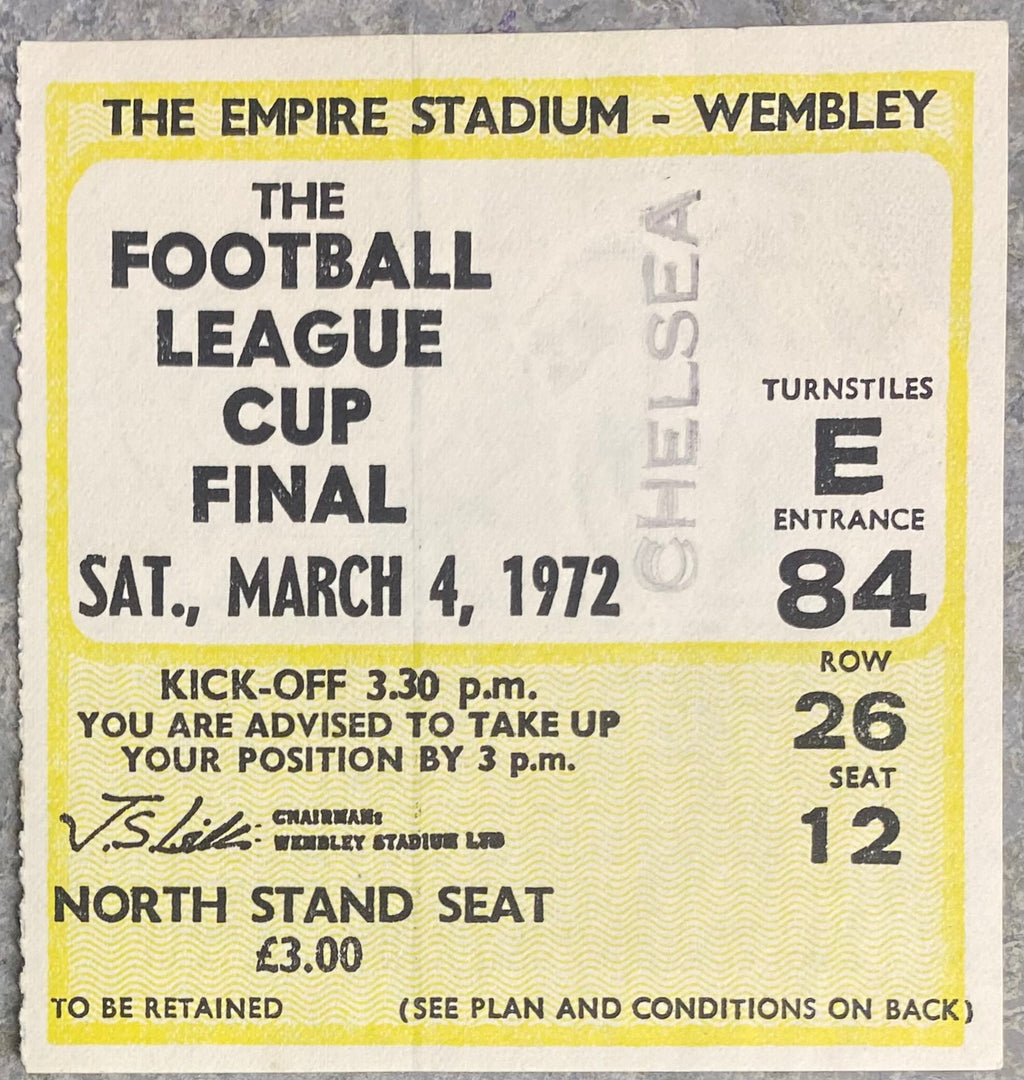 THE EMPIRE STADIUM - WEMBLEY
THE
FOOTBALL
LEAGUE
CUP
FINAL
SAT., MARCH 4, 1972
CHELSEA
TURNSTILES
E
ENTRANCE
84
ROW
26
SEAT
12
KICK-OFF 3.30 p.m.
YOU ARE ADVISED TO TAKE UP
YOUR POSITION BY 3 p.m.
CHAIRMAN:
WEMBLEY STADIUM LTD
NORTH STAND SEAT
£3.00
TO BE RETAINED
(SEE PLAN AND CONDITIONS ON BACK)